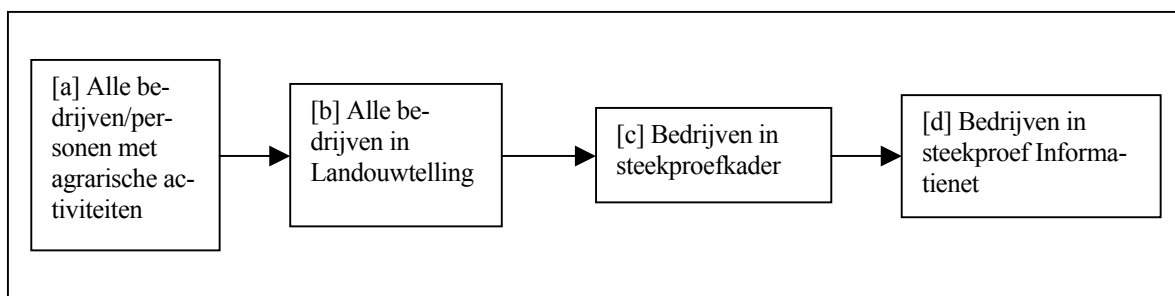 [a] Alle be-
drijven/per-
sonen met
agrarische ac-
tiviteiten
[b] Alle be-
drijven in
Landouwtelling
[c] Bedrijven in
steekproefkader
[d] Bedrijven in
steekproef Informa-
tienet